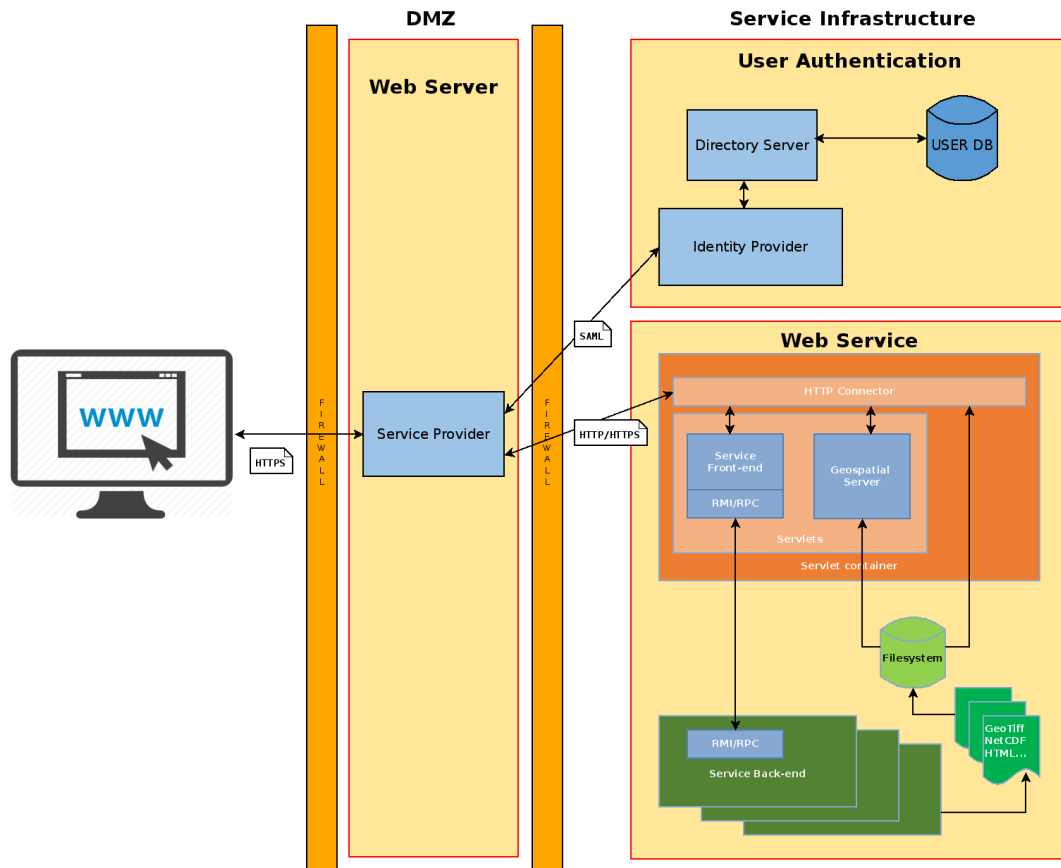 DMZ
Service Infrastructure
Web Server
User Authentication
Directory Server
USER DB
Identity Provider
SAML
Web Service
HTTP Connector
WWW
HTTPS
FIREWALL
Service Provider
FIREWALL
HTTP/HTTPS
Service
Front-end
RMI/RPC
Geospatial
Server
Servlets
Servlet container
Filesystem
GeoTiff
NetCDF
HTML...
RMI/RPC
Service Back-end